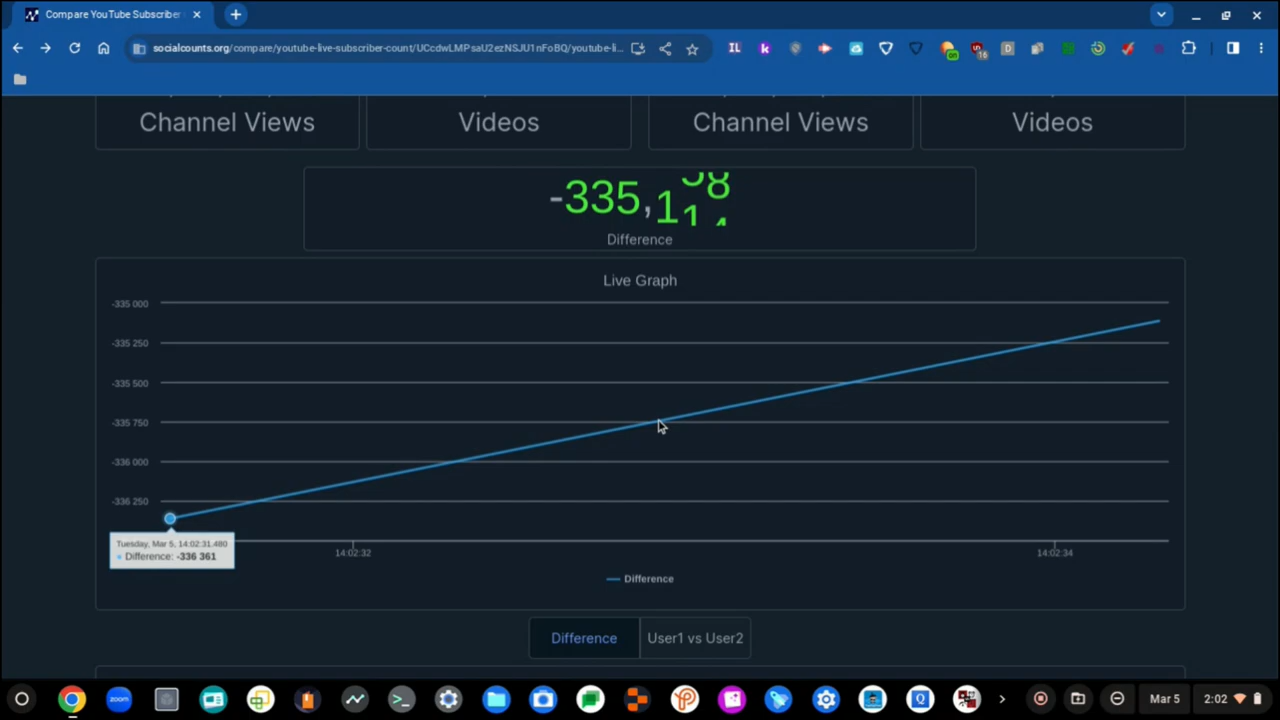 Compare YouTube Subscriber
socialcounts.org/compare/youtube-live-subscriber-count/UCcdwLMPsaU2ezNSJU1nFoBQ/youtube-li...
Channel Views
Videos
Channel Views
Videos
-335,1
Difference
Live Graph
-335 000
-335 250
-335 500
-335 750
-336 000
-336 250
Tuesday, Mar 5, 14:02:31.480
Difference: -336 361
14:02:32
14:02:34
Difference
Difference
User1 vs User2
zoom
Mar 5
2:02